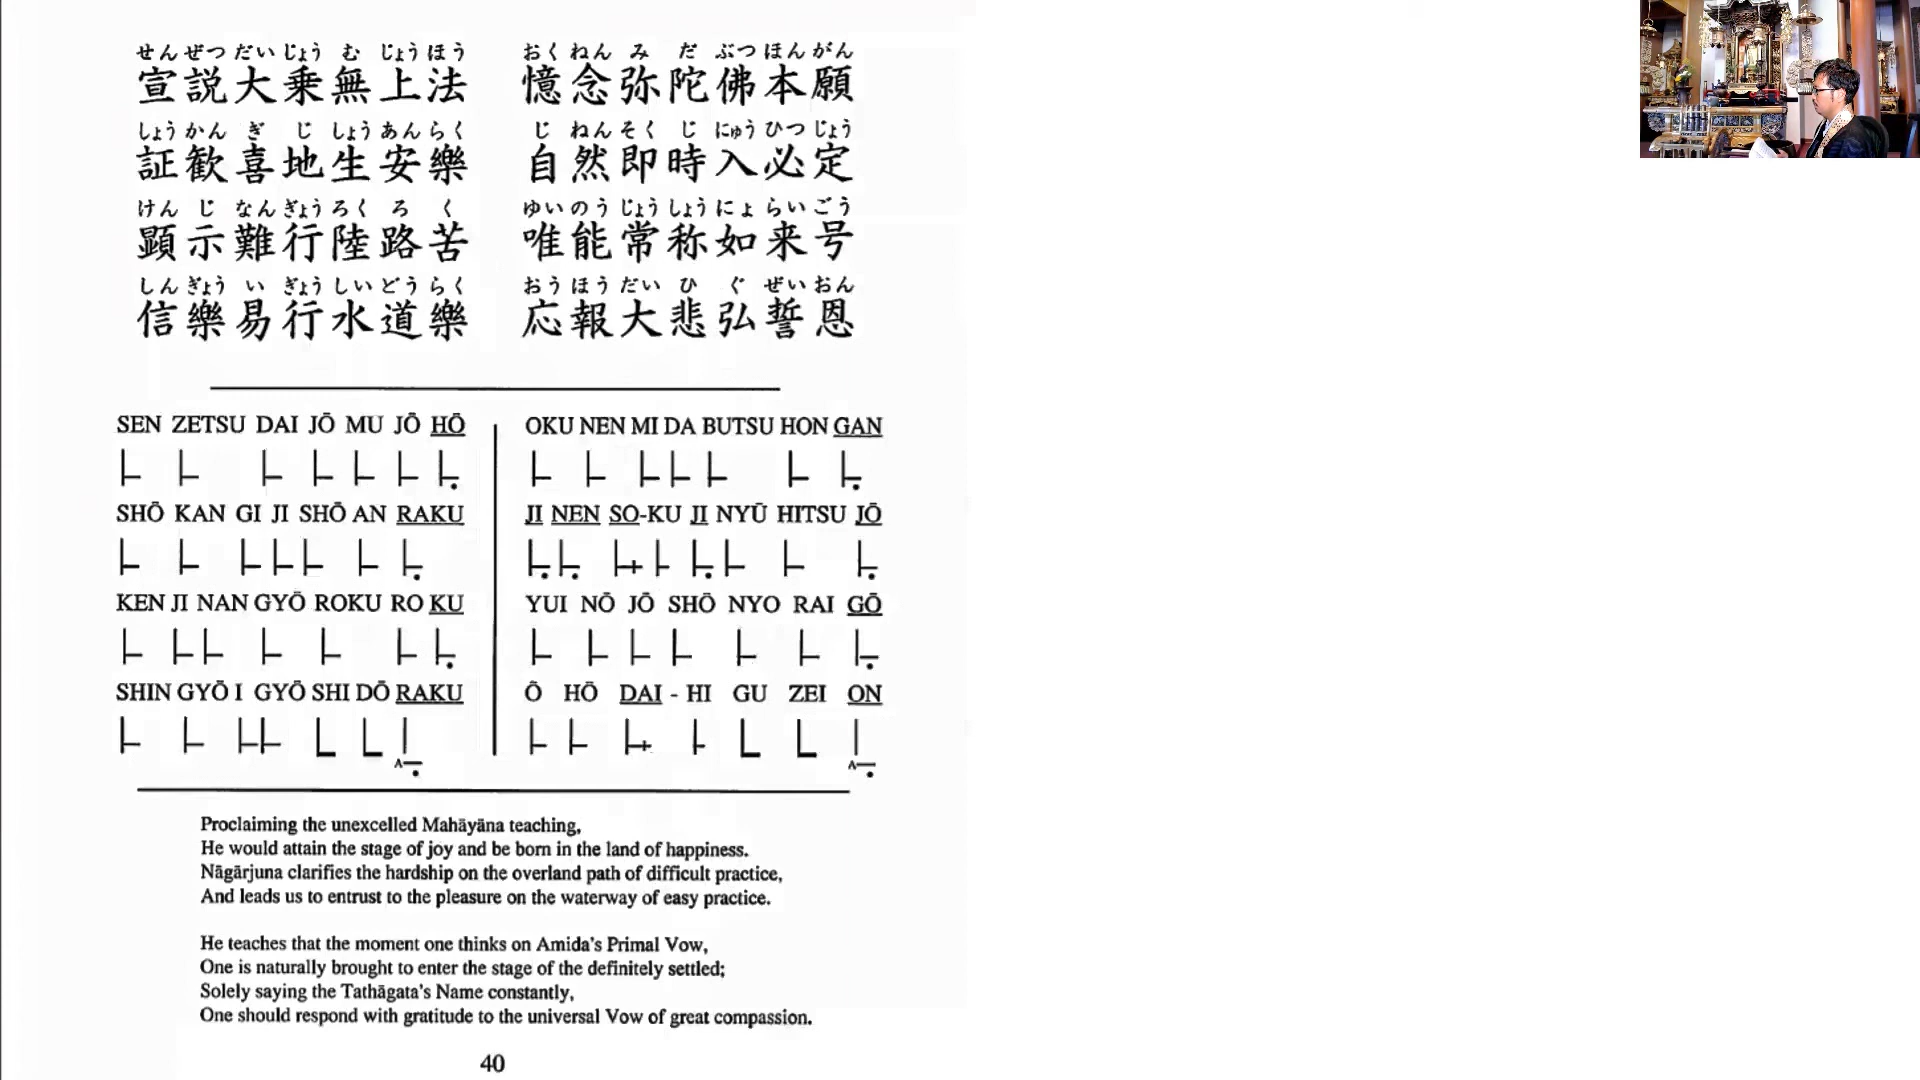 せんぜつだいじょうむじょうほう
宣説大乗無上法
しょうかんぎじしょうあんらく
証歓喜地生安樂
けんじなんぎょうろくろく
顕示難行陸路苦
しんぎょういぎょうしいどうらく
信樂易行水道樂
おくねんみだぶつほんがん
憶念弥陀佛本願
じねんそくじにゅうひつじょう
自然即時入必定
ゆいのうじょうしょうにょらいごう
唯能常称如来号
おうほうだいひぐぜいおん
応報大悲弘誓恩
SEN ZETSU DAI JŌ MU JŌ HŌ
SHŌ KAN GI JI SHŌ AN RAKU
KEN JI NAN GYŌ ROKU RO KU
SHIN GYŌ I GYŌ SHI DŌ RAKU
OKU NEN MI DA BUTSU HON GAN
JI NEN SO-KU JI NYŪ HITSU JŌ
YUI NŌ JŌ SHŌ NYO RAI GŌ
Ō HŌ DAI - HI GU ZEI ON
Proclaiming the unexcelled Mahāyāna teaching,
He would attain the stage of joy and be born in the land of happiness.
Nāgārjuna clarifies the hardship on the overland path of difficult practice,
And leads us to entrust to the pleasure on the waterway of easy practice.
He teaches that the moment one thinks on Amida's Primal Vow,
One is naturally brought to enter the stage of the definitely settled;
Solely saying the Tathāgata's Name constantly,
One should respond with gratitude to the universal Vow of great compassion.
40